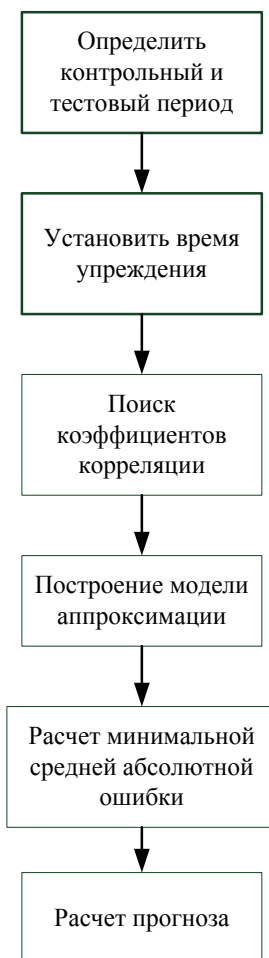 Определить
контрольный и
тестовый период
Установить время
упреждения
Поиск
коэффициентов
корреляции
Построение модели
аппроксимации
Расчет минимальной
средней абсолютной
ошибки
Расчет прогноза